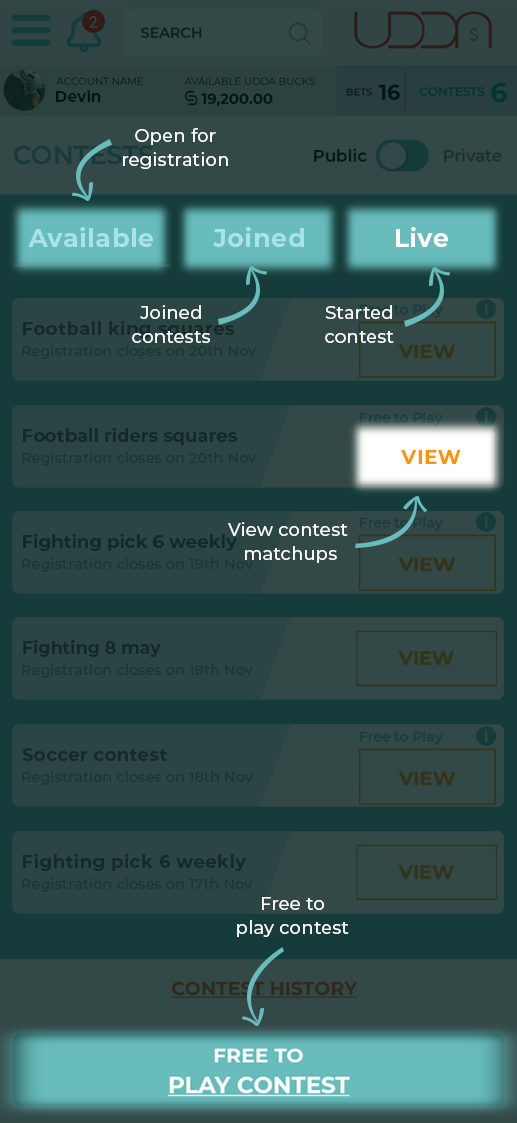 2
SEARCH
UDDA
$
ACCOUNT NAME
Devin
AVAILABLE UDDA BUCKS
19,200.00
BETS 16
CONTESTS 6
CONTESTS
Open for
registration
Public
Private
Available
Joined
Live
Joined
contests
Started
contest
Football king squares
Registration closes on 20th Nov
Free to Play
i
VIEW
Football riders squares
Registration closes on 20th Nov
Free to Play
i
VIEW
View contest
matchups
Fighting pick 6 weekly
Registration closes on 19th Nov
Free to Play
i
VIEW
Fighting 8 may
Registration closes on 18th Nov
VIEW
Soccer contest
Registration closes on 18th Nov
Free to Play
i
VIEW
Fighting pick 6 weekly
Registration closes on 17th Nov
VIEW
Free to
play contest
CONTEST HISTORY
FREE TO
PLAY CONTEST